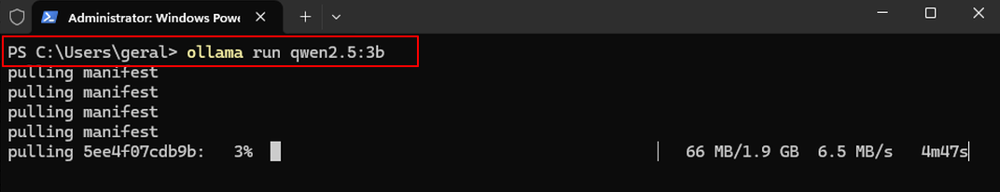 Administrator: Windows Powe
PS C:\Users\geral> ollama run qwen2.5:3b
pulling manifest
pulling manifest
pulling manifest
pulling manifest
pulling 5ee4f07cdb9b: 3% 66 MB/1.9 GB 6.5 MB/s 4m47s